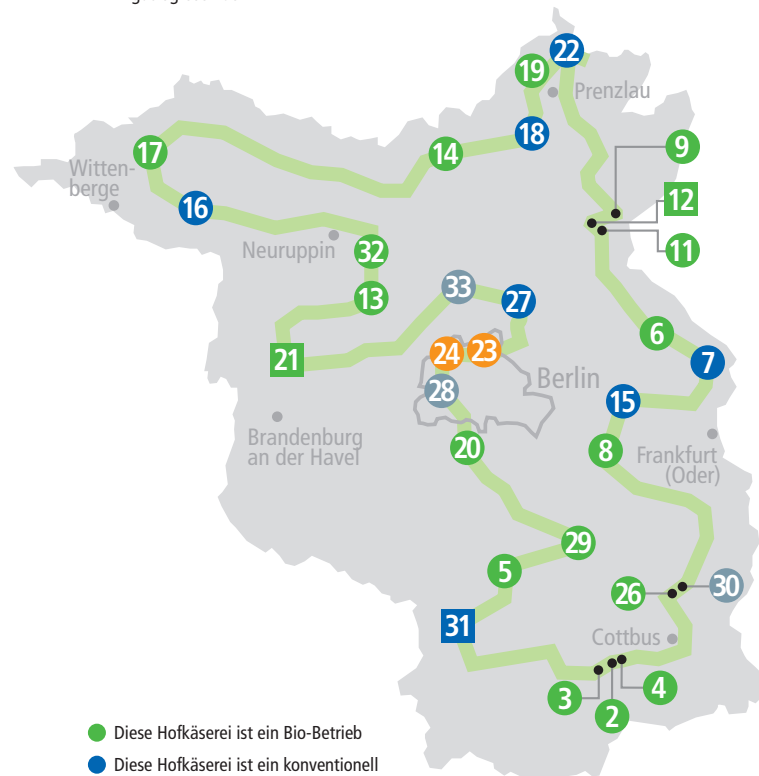 22
19
Prenzlau
18
9
17
14
Witten-
berge
12
16
11
Neuruppin
32
33
27
13
6
24
23
7
21
Berlin
28
15
Brandenburg
an der Havel
20
8
Frankfurt
(Oder)
29
5
26
30
31
Cottbus
3
2
4
Diese Hofkäserei ist ein Bio-Betrieb
Diese Hofkäserei ist ein konventionell